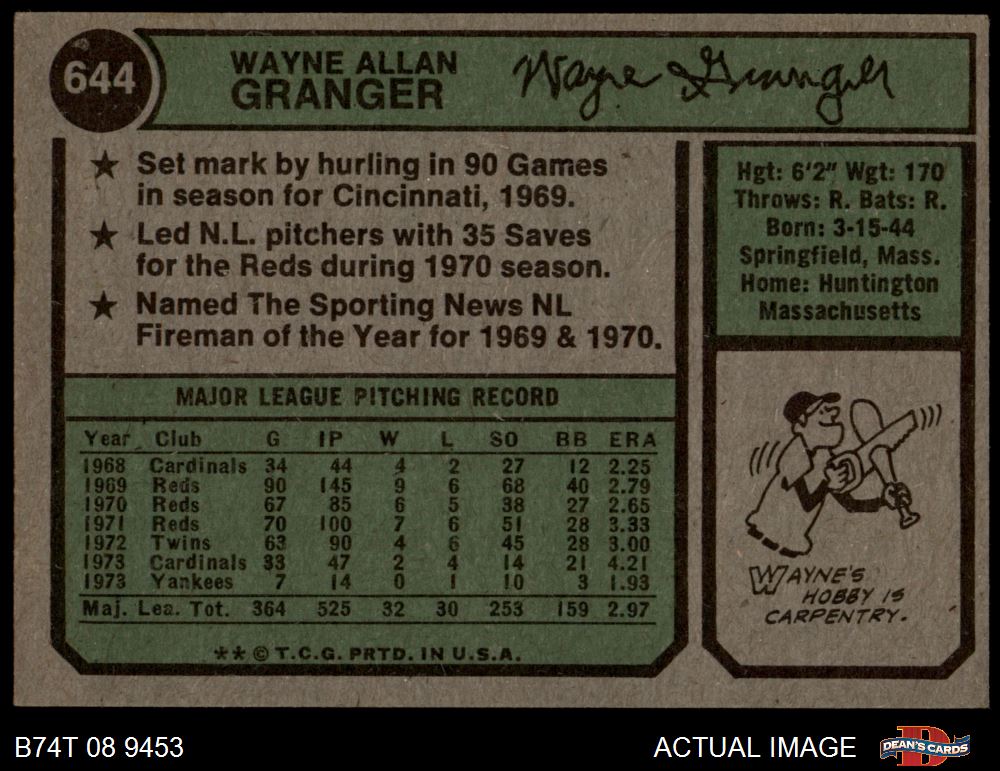 644
WAYNE ALLAN
GRANGER
Wayne Granger
★ Set mark by hurling in 90 Games
in season for Cincinnati, 1969.
★ Led N.L. pitchers with 35 Saves
for the Reds during 1970 season.
★ Named The Sporting News NL
Fireman of the Year for 1969 & 1970.
Hgt: 6'2" Wgt: 170
Throws: R. Bats: R.
Born: 3-15-44
Springfield, Mass.
Home: Huntington
Massachusetts
MAJOR LEAGUE PITCHING RECORD
Year Club G IP W L SO BB ERA
1968 Cardinals 34 44 4 2 27 12 2.25
1969 Reds 90 145 9 6 68 40 2.79
1970 Reds 67 85 6 5 38 27 2.65
1971 Reds 70 100 7 6 51 28 3.33
1972 Twins 63 90 4 6 45 28 3.00
1973 Cardinals 33 47 2 4 14 21 4.21
1973 Yankees 7 14 0 1 10 3 1.93
Maj. Lea. Tot. 364 525 32 30 253 159 2.97
** © T.C.G. PRTD. IN U.S.A.
WAYNE'S
HOBBY IS
CARPENTRY.
B74T 08 9453
ACTUAL IMAGE
DEAN'S CARDS